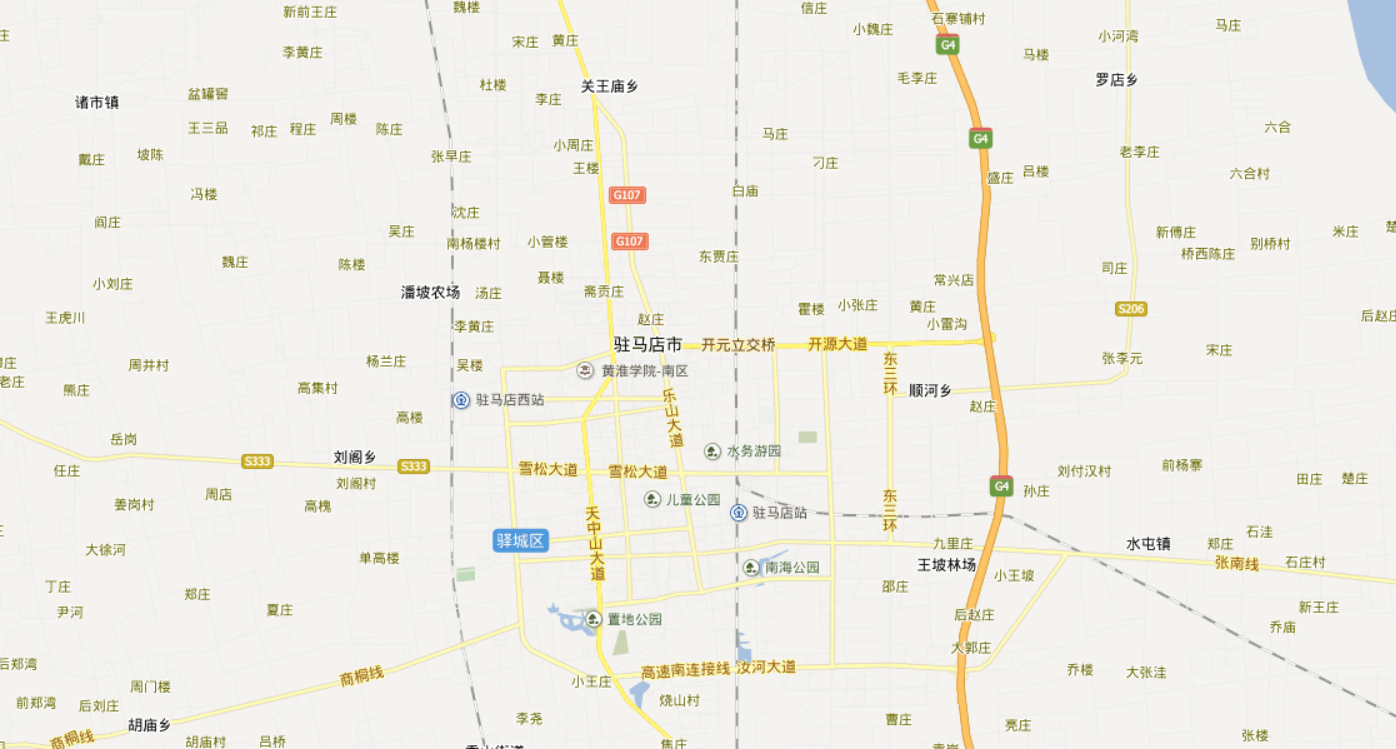 新前王庄
魏楼
信庄
石寨铺村
小河湾
马庄
小魏庄
李黄庄
宋庄
黄庄
G4
马楼
诸市镇
盆罐窖
杜楼
李庄
关王庙乡
毛李庄
罗店乡
王三品
祁庄
程庄
周楼
陈庄
小周庄
马庄
G4
六合
戴庄
坡陈
张早庄
王楼
刁庄
盛庄
吕楼
老李庄
六合村
冯楼
G107
白庙
阎庄
吴庄
沈庄
南杨楼村
小管楼
G107
东贾庄
新傅庄
桥西陈庄
别桥村
米庄
魏庄
陈楼
聂楼
司庄
小刘庄
潘坡农场
汤庄
斋贡庄
常兴店
王虎川
李黄庄
赵庄
霍楼
小张庄
黄庄
小雷沟
S206
后赵庄
周井村
杨兰庄
吴楼
驻马店市
开元立交桥
开源大道
东三环
张李元
宋庄
老庄
熊庄
高集村
黄淮学院-南区
顺河乡
高楼
驻马店西站
乐山大道
赵庄
岳岗
任庄
S333
刘阁乡
S333
雪松大道
雪松大道
水务游园
刘付汉村
前杨寨
田庄
楚庄
姜岗村
周店
刘阁村
高槐
儿童公园
驻马店站
东三环
G4
孙庄
大徐河
单高楼
驿城区
天中山大道
九里庄
水屯镇
郑庄
石洼
张南线
石庄村
丁庄
郑庄
南海公园
王坡林场
小王坡
尹河
夏庄
置地公园
邵庄
后赵庄
新王庄
乔庙
后郑湾
商桐线
高速南连接线
汝河大道
大郭庄
乔楼
大张洼
前郑湾
后刘庄
周门楼
小王庄
烧山村
胡庙乡
李尧
曹庄
亮庄
商桐线
胡庙村
吕桥
焦庄
张楼